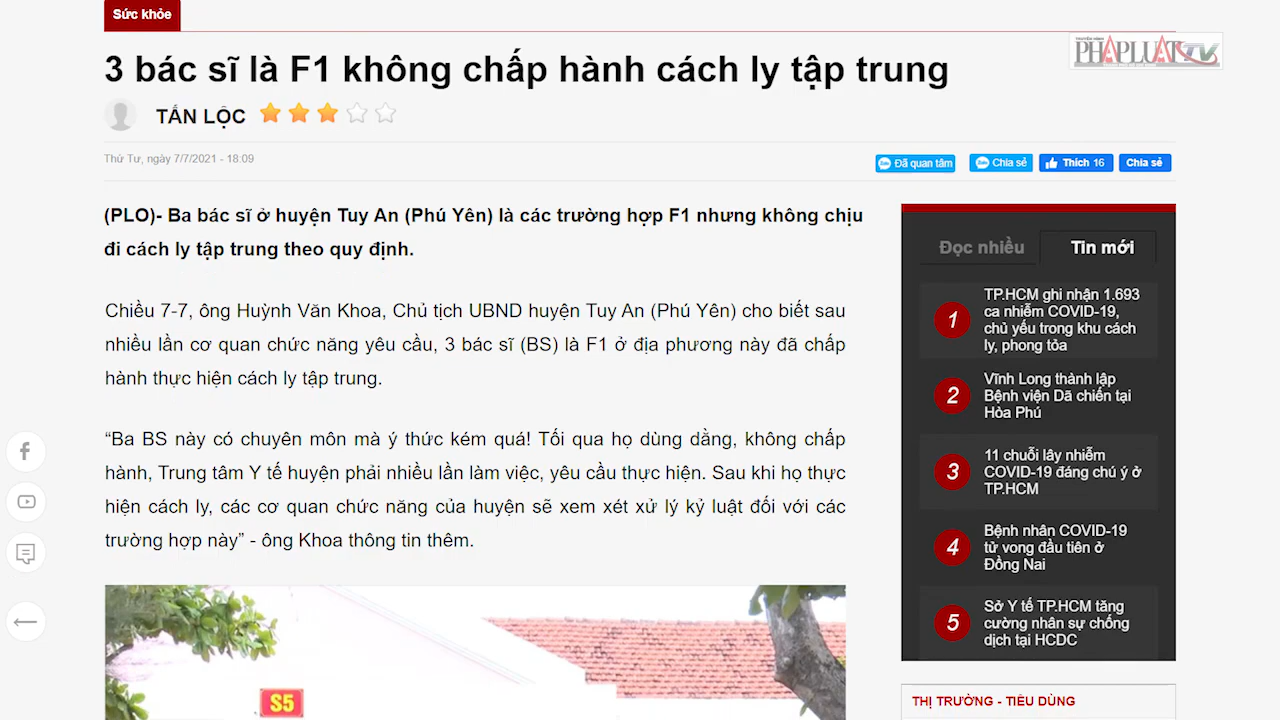 Sức khỏe
PHÁPLUẬTTV
3 bác sĩ là F1 không chấp hành cách ly tập trung
TẤN LỘC
Thứ Tư, ngày 7/7/2021 - 18:09
Đã quan tâm
Chia sẻ
Thích 16
Chia sẻ
(PLO)- Ba bác sĩ ở huyện Tuy An (Phú Yên) là các trường hợp F1 nhưng không chịu
đi cách ly tập trung theo quy định.
Chiều 7-7, ông Huỳnh Văn Khoa, Chủ tịch UBND huyện Tuy An (Phú Yên) cho biết sau
nhiều lần cơ quan chức năng yêu cầu, 3 bác sĩ (BS) là F1 ở địa phương này đã chấp
hành thực hiện cách ly tập trung.
“Ba BS này có chuyên môn mà ý thức kém quá! Tối qua họ dùng dằng, không chấp
hành, Trung tâm Y tế huyện phải nhiều lần làm việc, yêu cầu thực hiện. Sau khi họ thực
hiện cách ly, các cơ quan chức năng của huyện sẽ xem xét xử lý kỷ luật đối với các
trường hợp này” - ông Khoa thông tin thêm.
S5
Đọc nhiều
Tin mới
1
TP.HCM ghi nhận 1.693
ca nhiễm COVID-19,
chủ yếu trong khu cách
ly, phong tỏa
2
Vĩnh Long thành lập
Bệnh viện Dã chiến tại
Hòa Phú
3
11 chuỗi lây nhiễm
COVID-19 đáng chú ý ở
TP.HCM
4
Bệnh nhân COVID-19
tử vong đầu tiên ở
Đồng Nai
5
Sở Y tế TP.HCM tăng
cường nhân sự chống
dịch tại HCDC
THỊ TRƯỜNG - TIÊU DÙNG